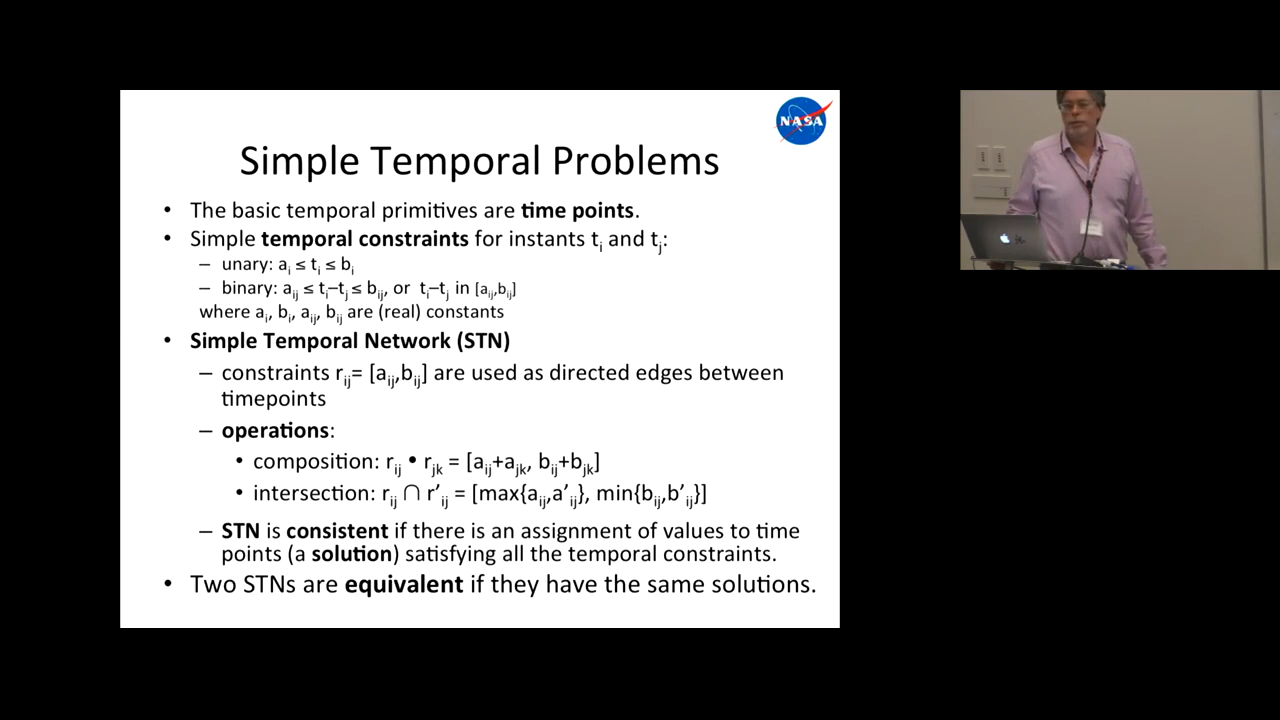 NASA
Simple Temporal Problems
• The basic temporal primitives are time points.
• Simple temporal constraints for instants tᵢ and tⱼ:
– unary: aᵢ ≤ tᵢ ≤ bᵢ
– binary: aᵢⱼ ≤ tᵢ–tⱼ ≤ bᵢⱼ, or tᵢ–tⱼ in [aᵢⱼ,bᵢⱼ]
where aᵢ, bᵢ, aᵢⱼ, bᵢⱼ are (real) constants
• Simple Temporal Network (STN)
– constraints rᵢⱼ= [aᵢⱼ,bᵢⱼ] are used as directed edges between
timepoints
– operations:
• composition: rᵢⱼ • rⱼₖ = [aᵢⱼ+aⱼₖ, bᵢⱼ+bⱼₖ]
• intersection: rᵢⱼ ∩ r’ᵢⱼ = [max{aᵢⱼ,a’ᵢⱼ}, min{bᵢⱼ,b’ᵢⱼ}]
– STN is consistent if there is an assignment of values to time
points (a solution) satisfying all the temporal constraints.
• Two STNs are equivalent if they have the same solutions.